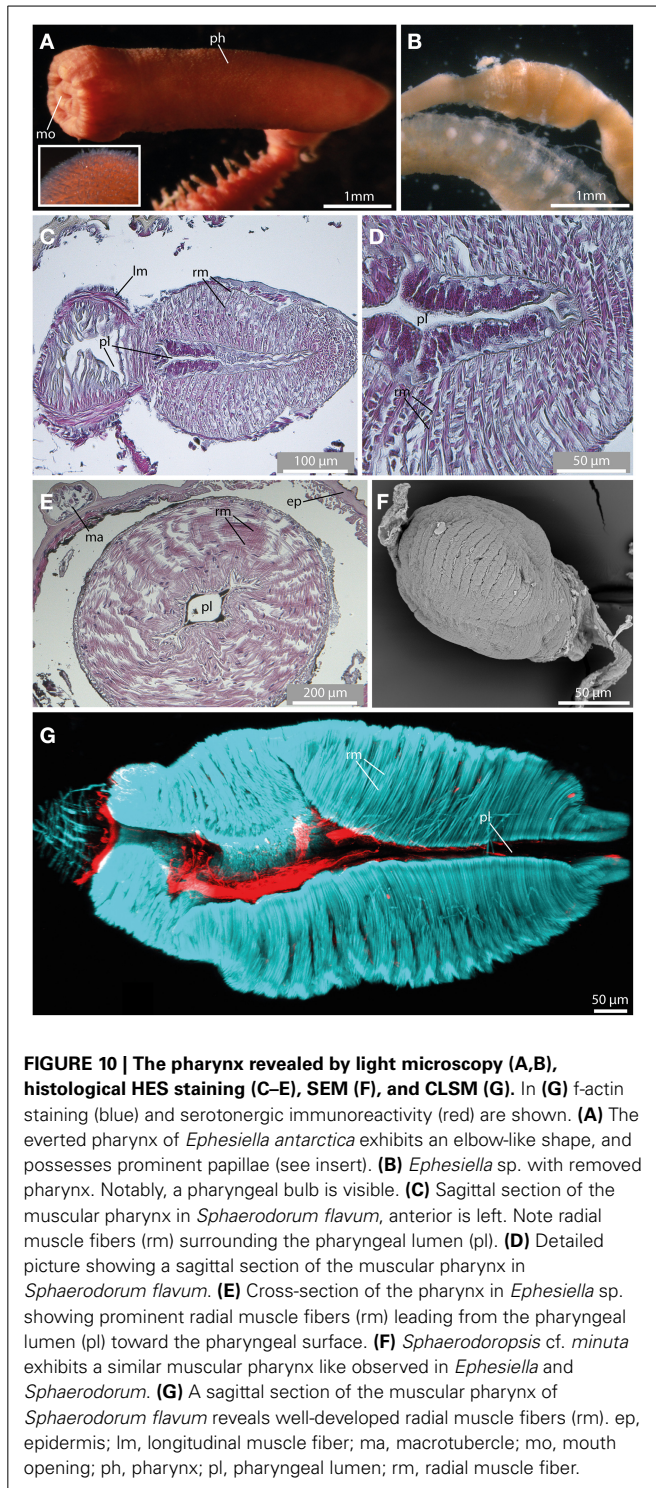 A
ph
mo
1mm
B
1mm
C
lm
rm
pl
100 µm
D
pl
rm
50 µm
E
ma
rm
ep
pl
200 µm
F
50 µm
G
rm
pl
50 µm
FIGURE 10 | The pharynx revealed by light microscopy (A,B),
histological HES staining (C–E), SEM (F), and CLSM (G). In (G) f-actin
staining (blue) and serotonergic immunoreactivity (red) are shown. (A) The
everted pharynx of Ephesiella antarctica exhibits an elbow-like shape, and
possesses prominent papillae (see insert). (B) Ephesiella sp. with removed
pharynx. Notably, a pharyngeal bulb is visible. (C) Sagittal section of the
muscular pharynx in Sphaerodorum flavum, anterior is left. Note radial
muscle fibers (rm) surrounding the pharyngeal lumen (pl). (D) Detailed
picture showing a sagittal section of the muscular pharynx in
Sphaerodorum flavum. (E) Cross-section of the pharynx in Ephesiella sp.
showing prominent radial muscle fibers (rm) leading from the pharyngeal
lumen (pl) toward the pharyngeal surface. (F) Sphaerodoropsis cf. minuta
exhibits a similar muscular pharynx like observed in Ephesiella and
Sphaerodorum. (G) A sagittal section of the muscular pharynx of
Sphaerodorum flavum reveals well-developed radial muscle fibers (rm). ep,
epidermis; lm, longitudinal muscle fiber; ma, macrotubercle; mo, mouth
opening; ph, pharynx; pl, pharyngeal lumen; rm, radial muscle fiber.